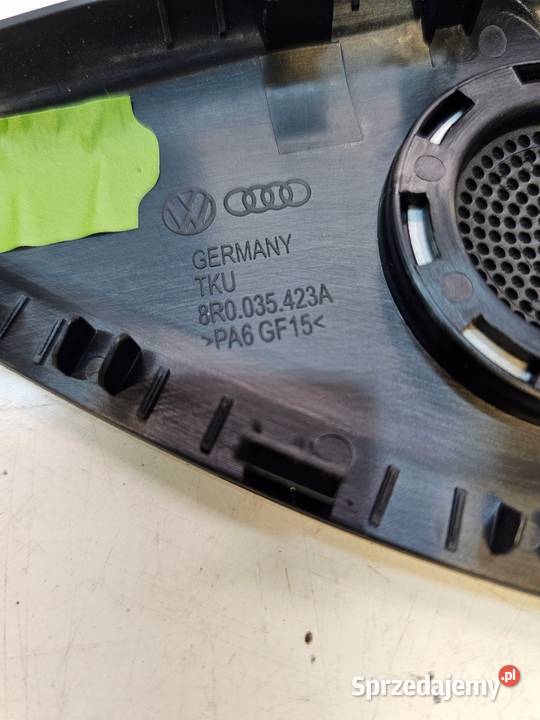 GERMANY
TKU
8R0.035.423A
>PA6 GF15<
Sprzedajemy.pl